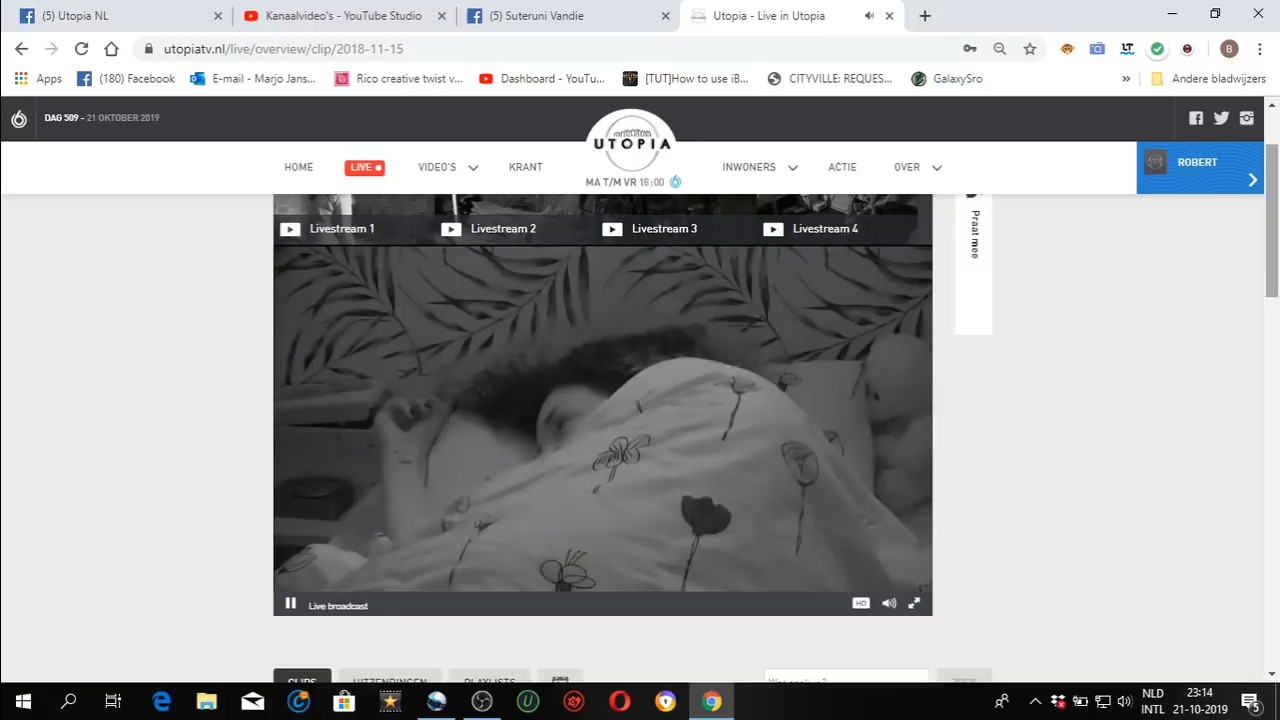 (5) Utopia NL
Kanaalvideo's - YouTube Studio
(5) Suteruni Vandie
Utopia - Live in Utopia
utopiatv.nl/live/overview/clip/2018-11-15
B
Apps
(180) Facebook
E-mail - Marjo Jans...
Rico creative twist v...
Dashboard - YouTu...
[TUT]How to use iB...
CITYVILLE: REQUES...
GalaxySro
»
Andere bladwijzers
DAG 509 - 21 OKTOBER 2019
UTOPIA
HOME
LIVE
VIDEO'S
KRANT
MA T/M VR 18:00
INWONERS
ACTIE
OVER
ROBERT
Praat mee
Livestream 1
Livestream 2
Livestream 3
Livestream 4
Live broadcast
HD
CLIPS
UITZENDINGEN
PLAYLISTS
NLD
INTL
23:14
21-10-2019
5